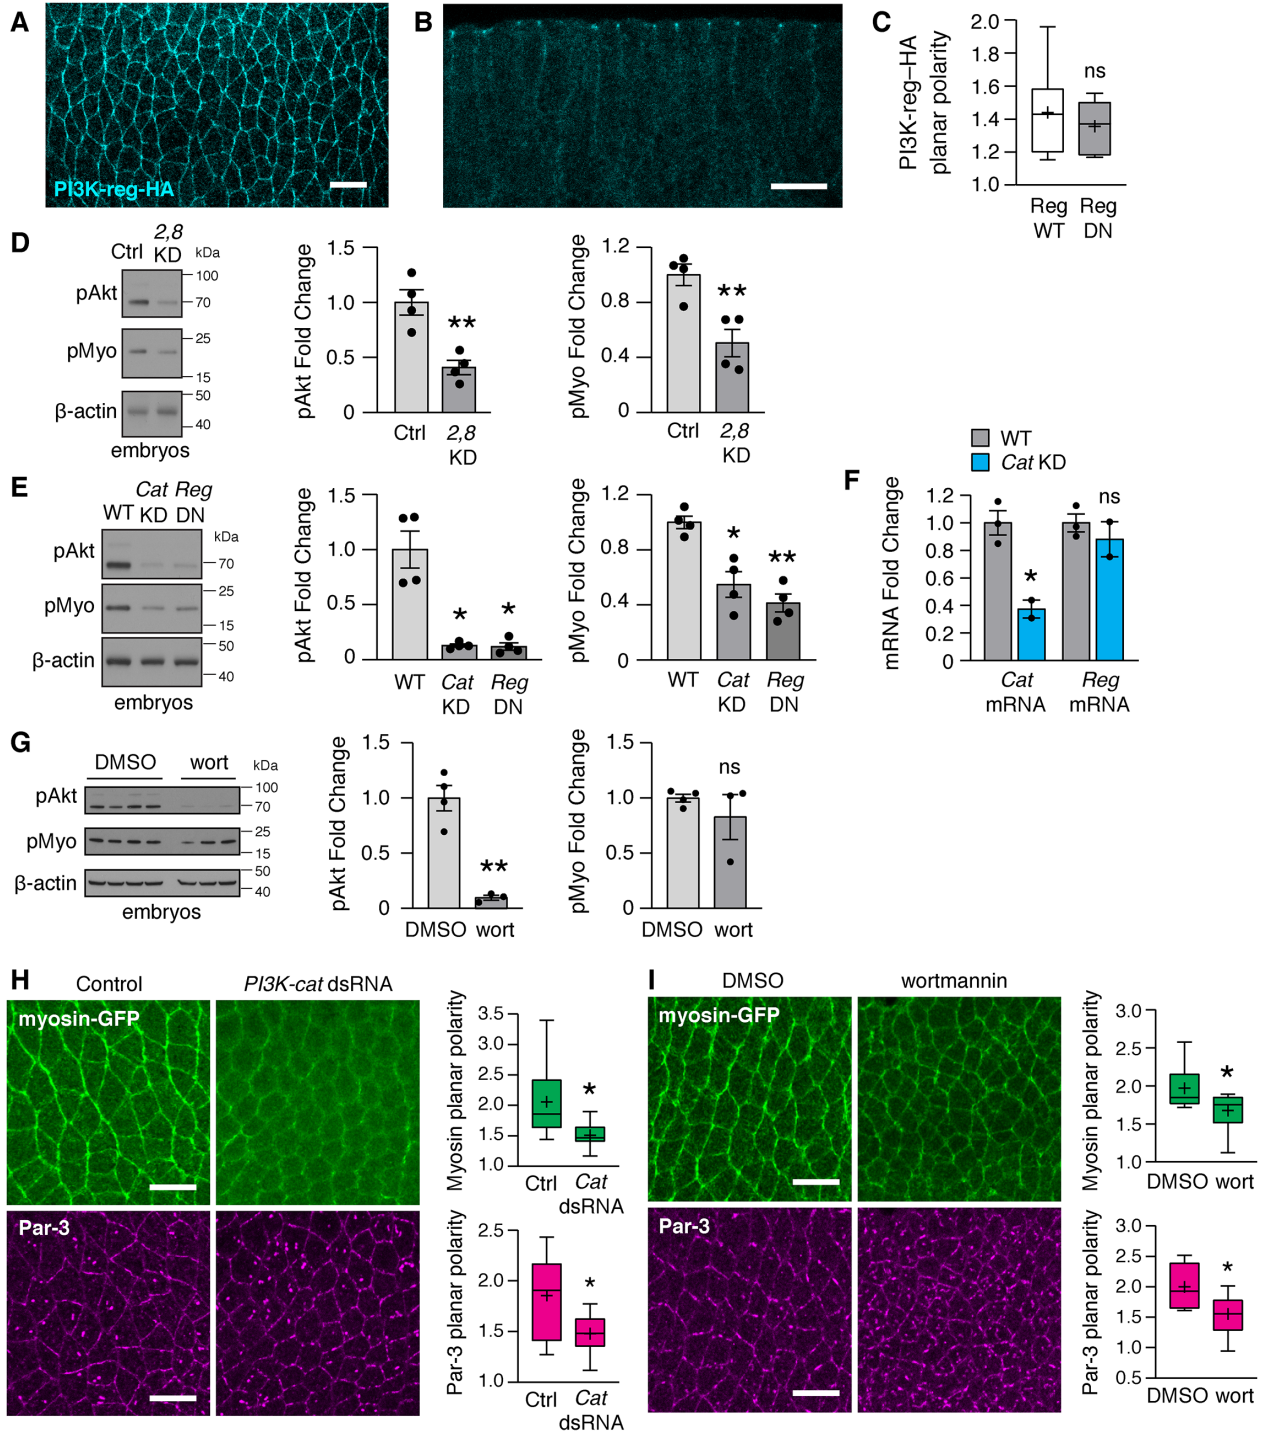 A
PI3K-reg-HA
B
C
PI3K-reg–HA
planar polarity
2.0
1.8
1.6
1.4
1.2
1.0
ns
Reg
WT
Reg
DN
D
Ctrl
2,8
KD
kDa
pAkt
100
70
pMyo
25
15
β-actin
50
40
embryos
pAkt Fold Change
1.5
1.0
0.5
0
**
Ctrl
2,8
KD
pMyo Fold Change
1.2
0.8
0.4
0
**
Ctrl
2,8
KD
E
WT
Cat
KD
Reg
DN
kDa
pAkt
70
pMyo
25
15
β-actin
50
40
embryos
pAkt Fold Change
1.5
1.0
0.5
0
*
*
WT
Cat
KD
Reg
DN
pMyo Fold Change
1.2
0.8
0.4
0
*
**
WT
Cat
KD
Reg
DN
F
WT
Cat KD
mRNA Fold Change
1.2
1.0
0.8
0.6
0.4
0.2
0
*
ns
Cat
mRNA
Reg
mRNA
G
DMSO
wort
kDa
pAkt
100
70
pMyo
25
15
β-actin
50
40
embryos
pAkt Fold Change
1.5
1.0
0.5
0
**
DMSO wort
pMyo Fold Change
1.5
1.0
0.5
0
ns
DMSO wort
H
Control
PI3K-cat dsRNA
myosin-GFP
Par-3
Myosin planar polarity
3.5
3.0
2.5
2.0
1.5
1.0
*
Ctrl
Cat
dsRNA
Par-3 planar polarity
2.5
2.0
1.5
1.0
*
Ctrl
Cat
dsRNA
I
DMSO
wortmannin
myosin-GFP
Par-3
Myosin planar polarity
3.0
2.5
2.0
1.5
1.0
*
DMSO wort
Par-3 planar polarity
3.0
2.5
2.0
1.5
1.0
0.5
*
DMSO wort